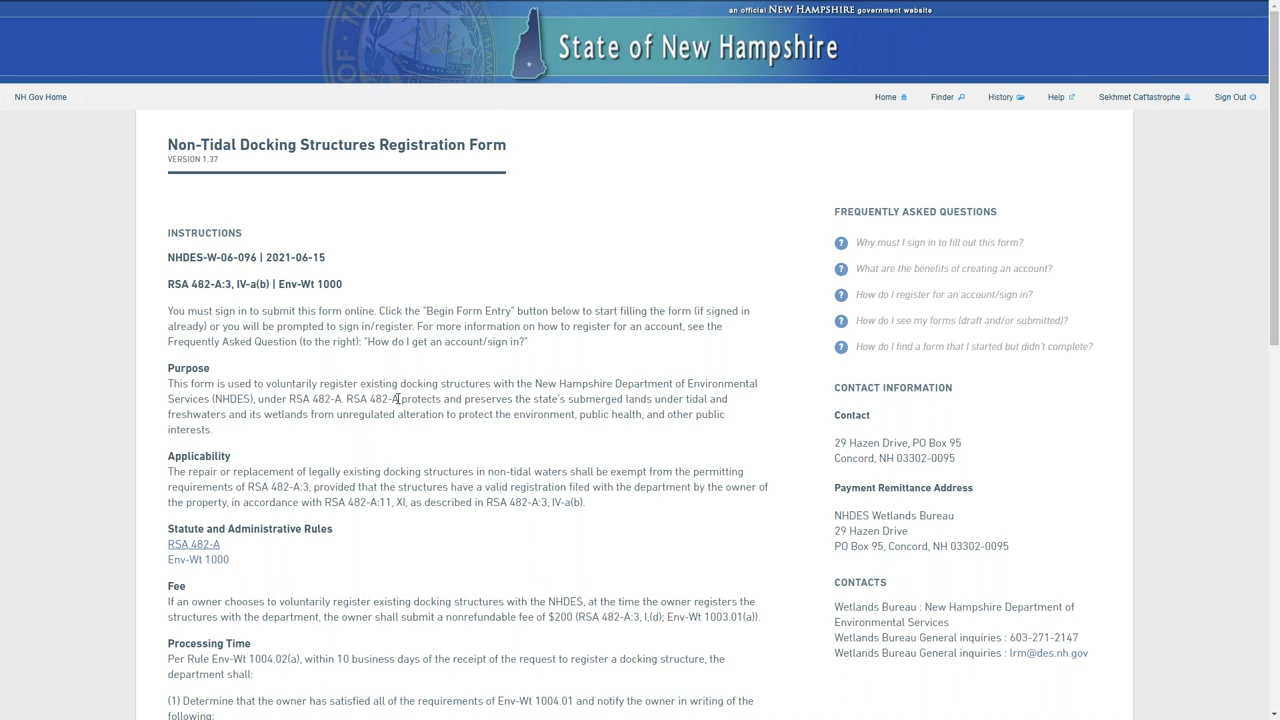 an official NEW HAMPSHIRE government website
State of New Hampshire
NH.Gov Home
Home
Finder
History
Help
Sekhmet Cat'tastrophe
Sign Out
Non-Tidal Docking Structures Registration Form
VERSION 1.37
INSTRUCTIONS
NHDES-W-06-096 | 2021-06-15
RSA 482-A:3, IV-a(b) | Env-Wt 1000
You must sign in to submit this form online. Click the "Begin Form Entry" button below to start filling the form (if signed in
already) or you will be prompted to sign in/register. For more information on how to register for an account, see the
Frequently Asked Question (to the right): "How do I get an account/sign in?"
Purpose
This form is used to voluntarily register existing docking structures with the New Hampshire Department of Environmental
Services (NHDES), under RSA 482-A. RSA 482-A protects and preserves the state's submerged lands under tidal and
freshwaters and its wetlands from unregulated alteration to protect the environment, public health, and other public
interests.
Applicability
The repair or replacement of legally existing docking structures in non-tidal waters shall be exempt from the permitting
requirements of RSA 482-A:3, provided that the structures have a valid registration filed with the department by the owner of
the property, in accordance with RSA 482-A:11, XI, as described in RSA 482-A:3, IV-a(b).
Statute and Administrative Rules
RSA 482-A
Env-Wt 1000
Fee
If an owner chooses to voluntarily register existing docking structures with the NHDES, at the time the owner registers the
structures with the department, the owner shall submit a nonrefundable fee of $200 (RSA 482-A:3, I,(d); Env-Wt 1003.01(a)).
Processing Time
Per Rule Env-Wt 1004.02(a), within 10 business days of the receipt of the request to register a docking structure, the
department shall:
(1) Determine that the owner has satisfied all of the requirements of Env-Wt 1004.01 and notify the owner in writing of the
following:
FREQUENTLY ASKED QUESTIONS
? Why must I sign in to fill out this form?
? What are the benefits of creating an account?
? How do I register for an account/sign in?
? How do I see my forms (draft and/or submitted)?
? How do I find a form that I started but didn't complete?
CONTACT INFORMATION
Contact
29 Hazen Drive, PO Box 95
Concord, NH 03302-0095
Payment Remittance Address
NHDES Wetlands Bureau
29 Hazen Drive
PO Box 95, Concord, NH 03302-0095
CONTACTS
Wetlands Bureau : New Hampshire Department of
Environmental Services
Wetlands Bureau General inquiries : 603-271-2147
Wetlands Bureau General inquiries : lrm@des.nh.gov